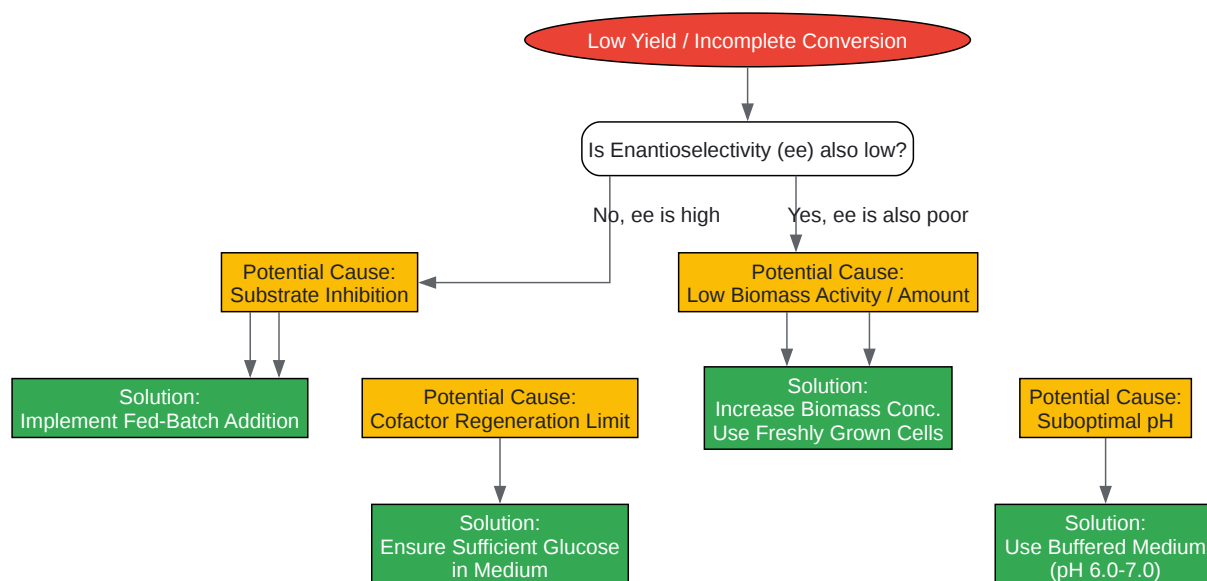 Low Yield / Incomplete Conversion
Is Enantioselectivity (ee) also low?
No, ee is high
Yes, ee is also poor
Potential Cause:
Substrate Inhibition
Potential Cause:
Low Biomass Activity / Amount
Solution:
Implement Fed-Batch Addition
Potential Cause:
Cofactor Regeneration Limit
Solution:
Increase Biomass Conc.
Use Freshly Grown Cells
Potential Cause:
Suboptimal pH
Solution:
Ensure Sufficient Glucose
in Medium
Solution:
Use Buffered Medium
(pH 6.0-7.0)